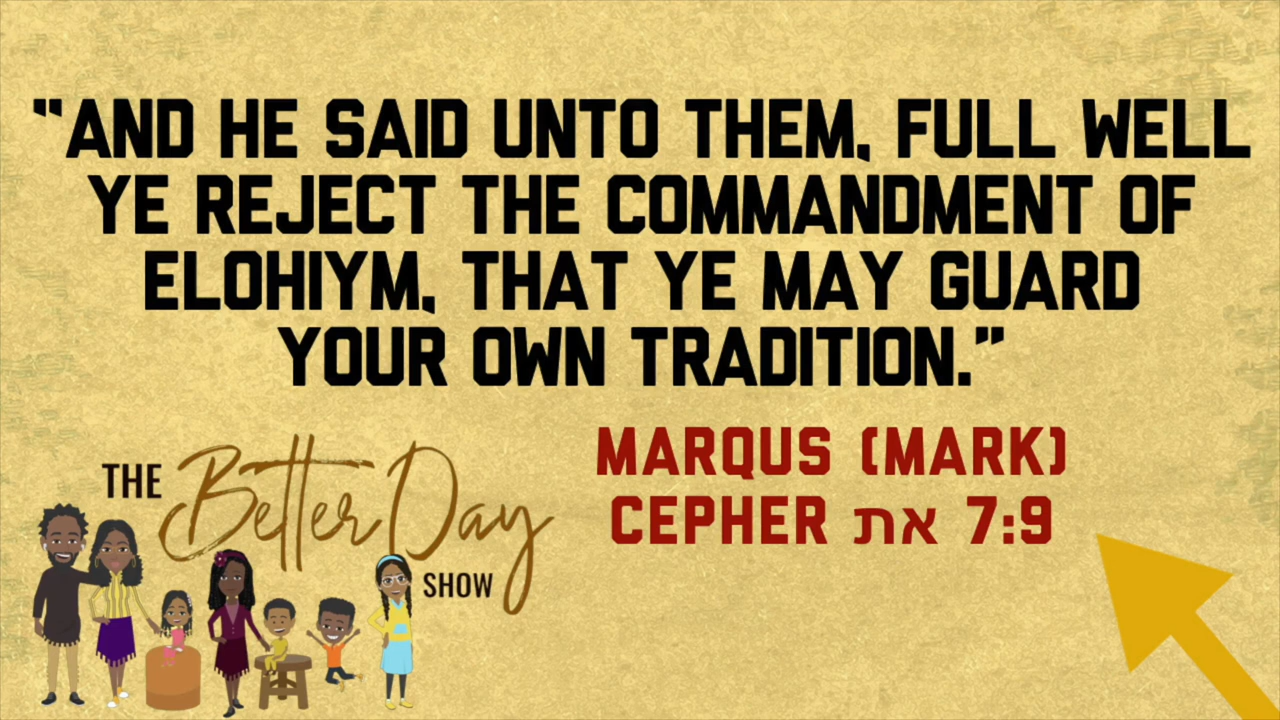 "AND HE SAID UNTO THEM, FULL WELL
YE REJECT THE COMMANDMENT OF
ELOHIYM, THAT YE MAY GUARD
YOUR OWN TRADITION."
MARQUS (MARK)
CEPHER את 7:9
THE Better Day
SHOW